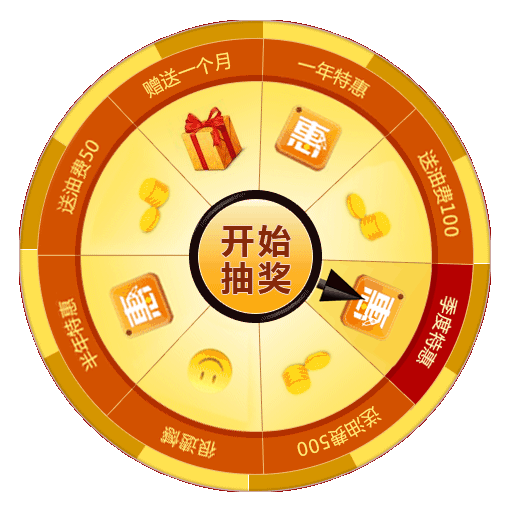 赠送一个月
一年特惠
送油费50
送油费100
惠
开始
抽奖
半年特惠
惠
惠
季度特惠
很遗憾
送油费500